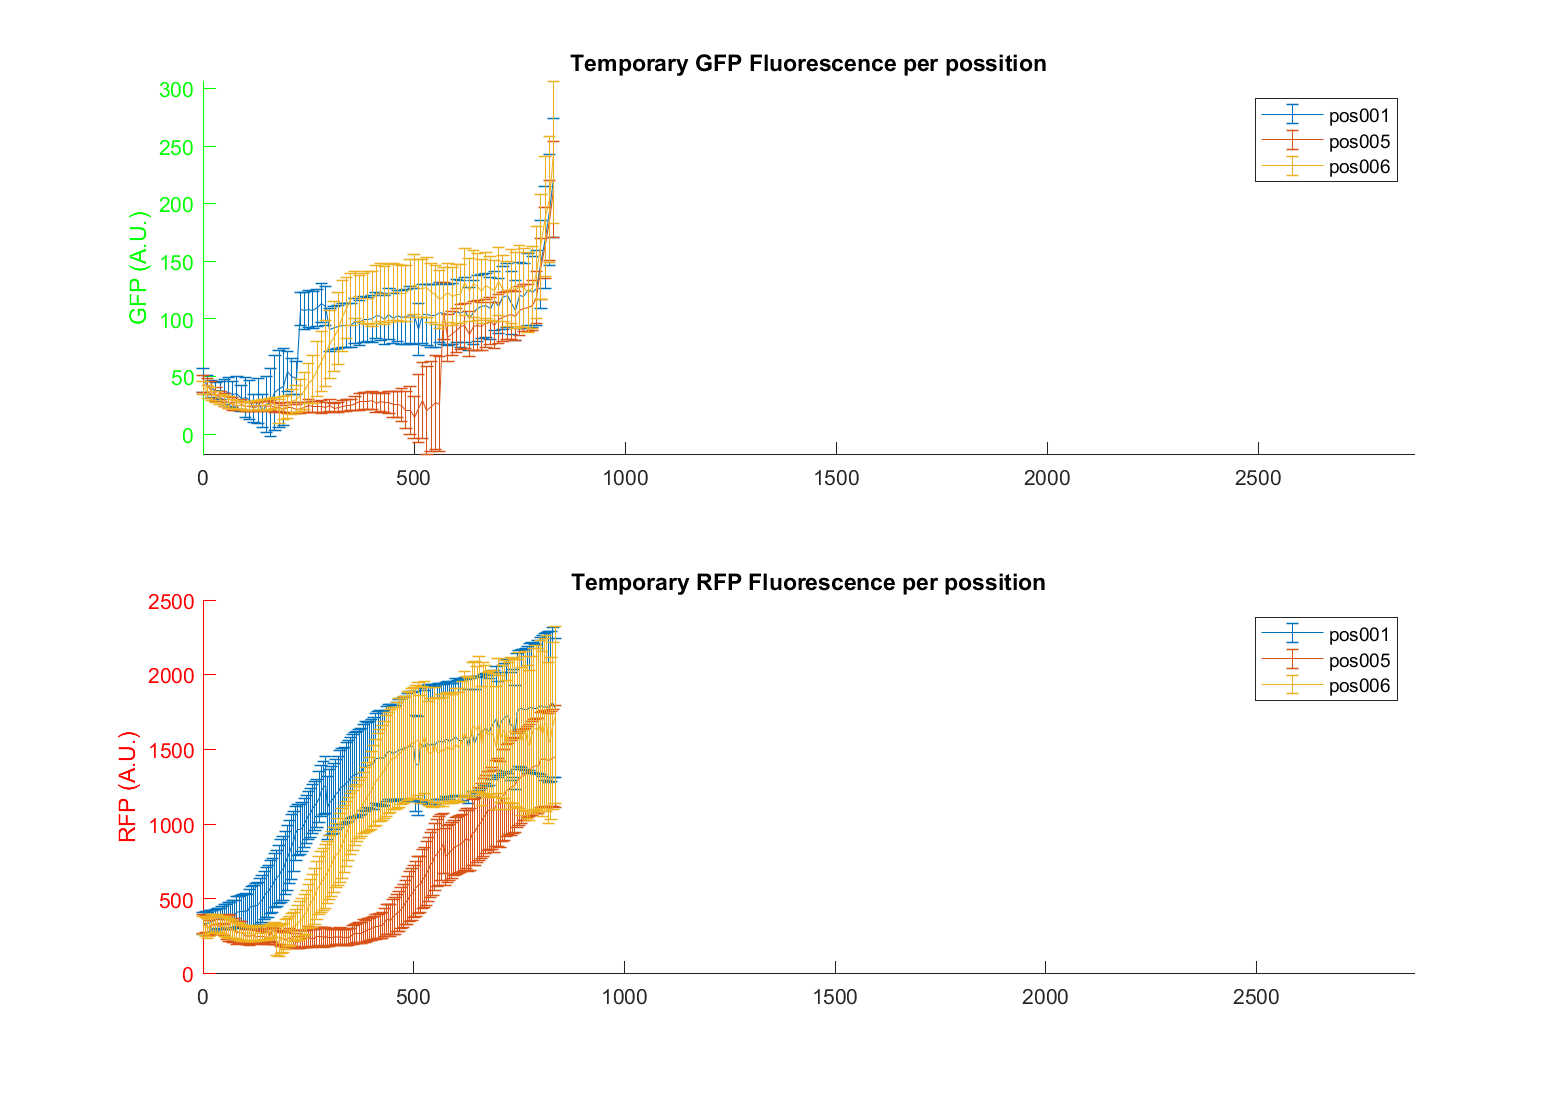 Temporary GFP Fluorescence per possition
GFP (A.U.)
300
250
200
150
100
50
0
0 500 1000 1500 2000 2500
pos001
pos005
pos006
Temporary RFP Fluorescence per possition
RFP (A.U.)
2500
2000
1500
1000
500
0
0 500 1000 1500 2000 2500
pos001
pos005
pos006